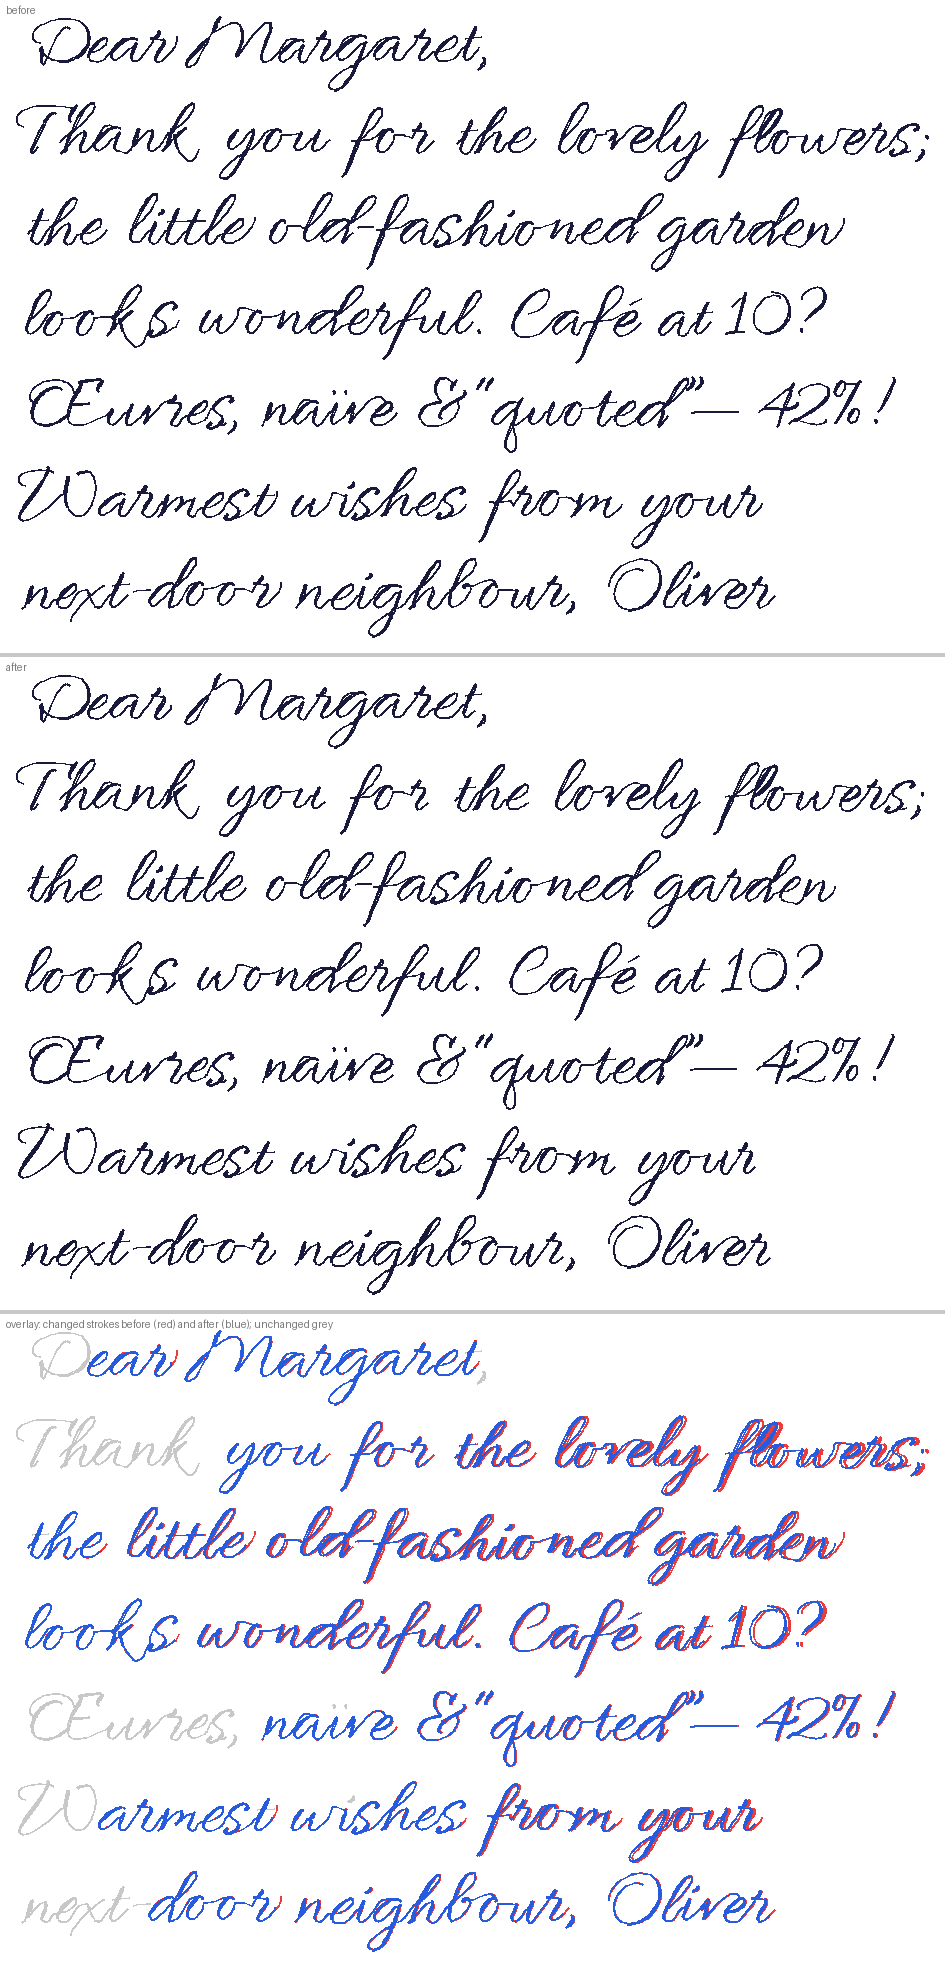 before
Dear Margaret,
Thank you for the lovely flowers;
the little old-fashioned garden
looks wonderful. Café at 10?
Œuvres, naïve & “quoted” — 42%!
Warmest wishes from your
next-door neighbour, Oliver
after
Dear Margaret,
Thank you for the lovely flowers;
the little old-fashioned garden
looks wonderful. Café at 10?
Œuvres, naïve & “quoted” — 42%!
Warmest wishes from your
next-door neighbour, Oliver
overlay: changed strokes before (red) and after (blue); unchanged grey
Dear Margaret,
Thank you for the lovely flowers;
the little old-fashioned garden
looks wonderful. Café at 10?
Œuvres, naïve & “quoted” — 42%!
Warmest wishes from your
next-door neighbour, Oliver